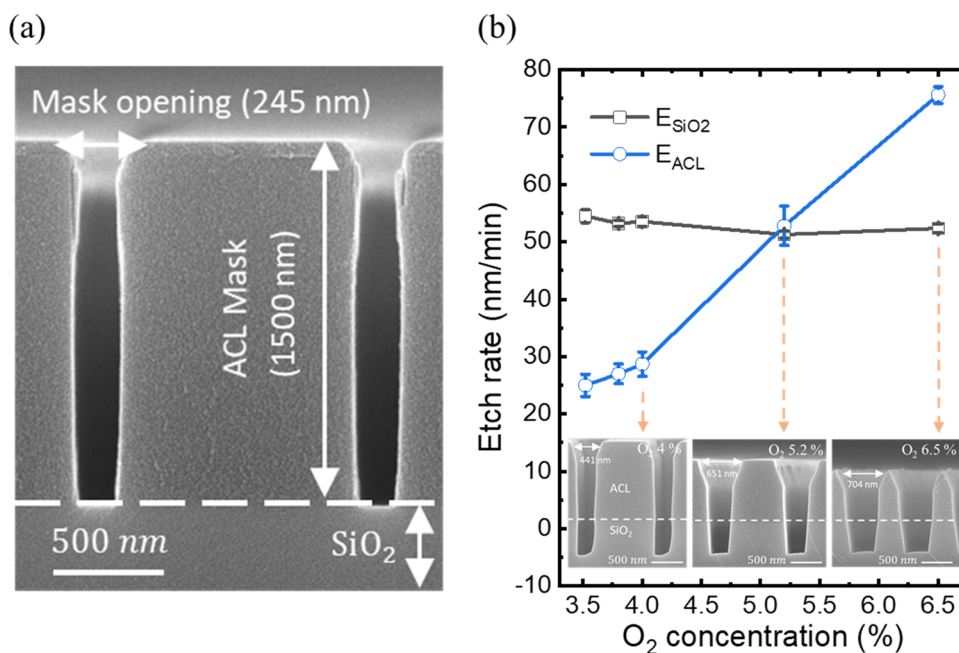 (a)
Mask opening (245 nm)
ACL Mask
(1500 nm)
500 nm
SiO₂
(b)
Etch rate (nm/min)
80
70
60
50
40
30
20
10
0
-10
E_SiO2
E_ACL
O₂ 4 %
441 nm
ACL
SiO₂
500 nm
O₂ 5.2 %
651 nm
500 nm
O₂ 6.5 %
704 nm
500 nm
3.5 4.0 4.5 5.0 5.5 6.0 6.5
O₂ concentration (%)